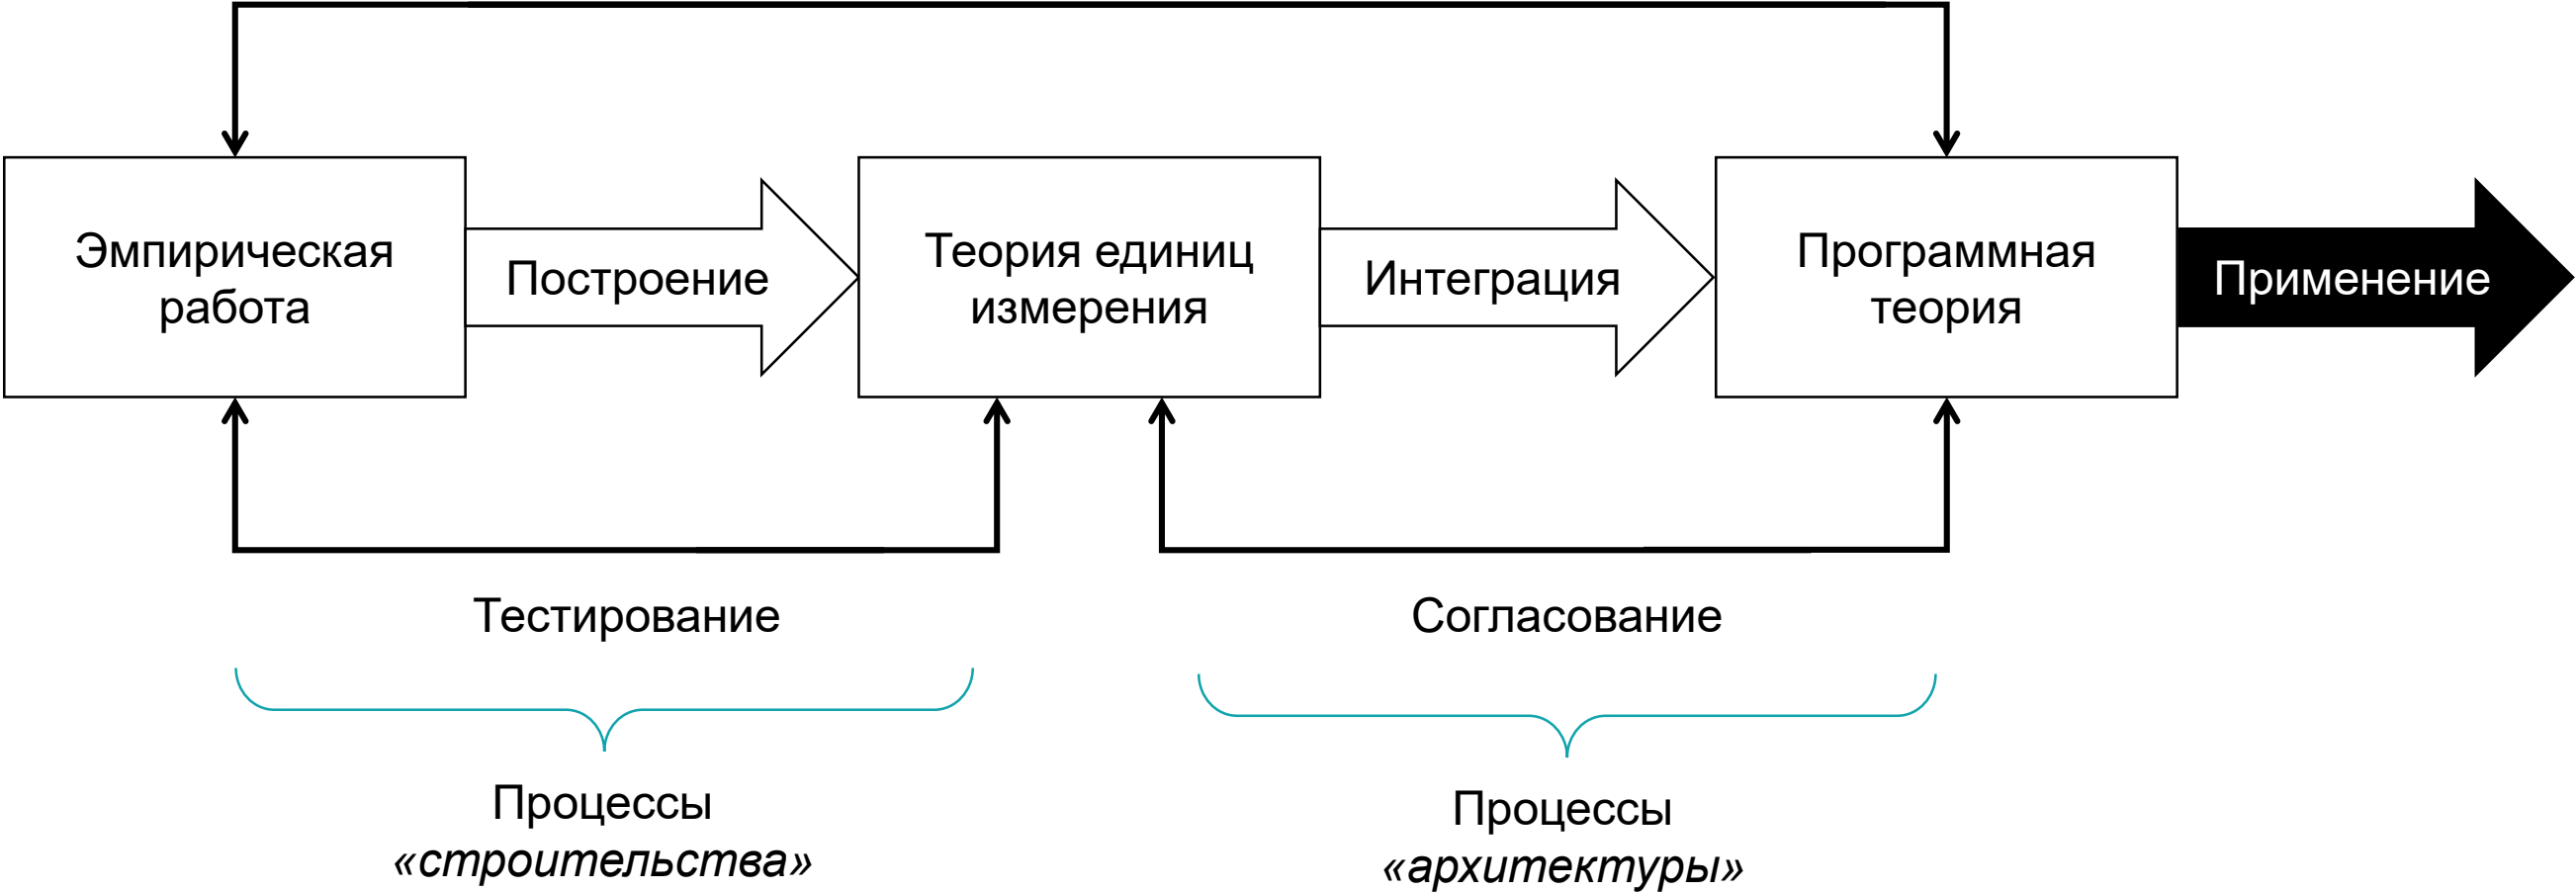 Эмпирическая
работа
Построение
Теория единиц
измерения
Интеграция
Программная
теория
Применение
Тестирование
Согласование
Процессы
«строительства»
Процессы
«архитектуры»